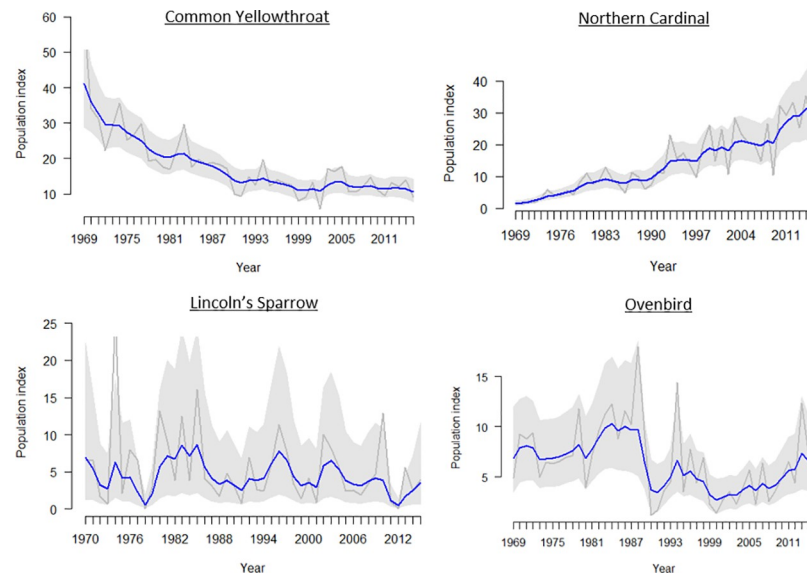 Common Yellowthroat
Population index
60
50
40
30
20
10
1969 1975 1981 1987 1993 1999 2005 2011
Year
Northern Cardinal
Population index
40
30
20
10
0
1969 1976 1983 1990 1997 2004 2011
Year
Lincoln's Sparrow
Population index
25
20
15
10
5
0
1970 1976 1982 1988 1994 2000 2006 2012
Year
Ovenbird
Population index
15
10
5
1969 1975 1981 1987 1993 1999 2005 2011
Year